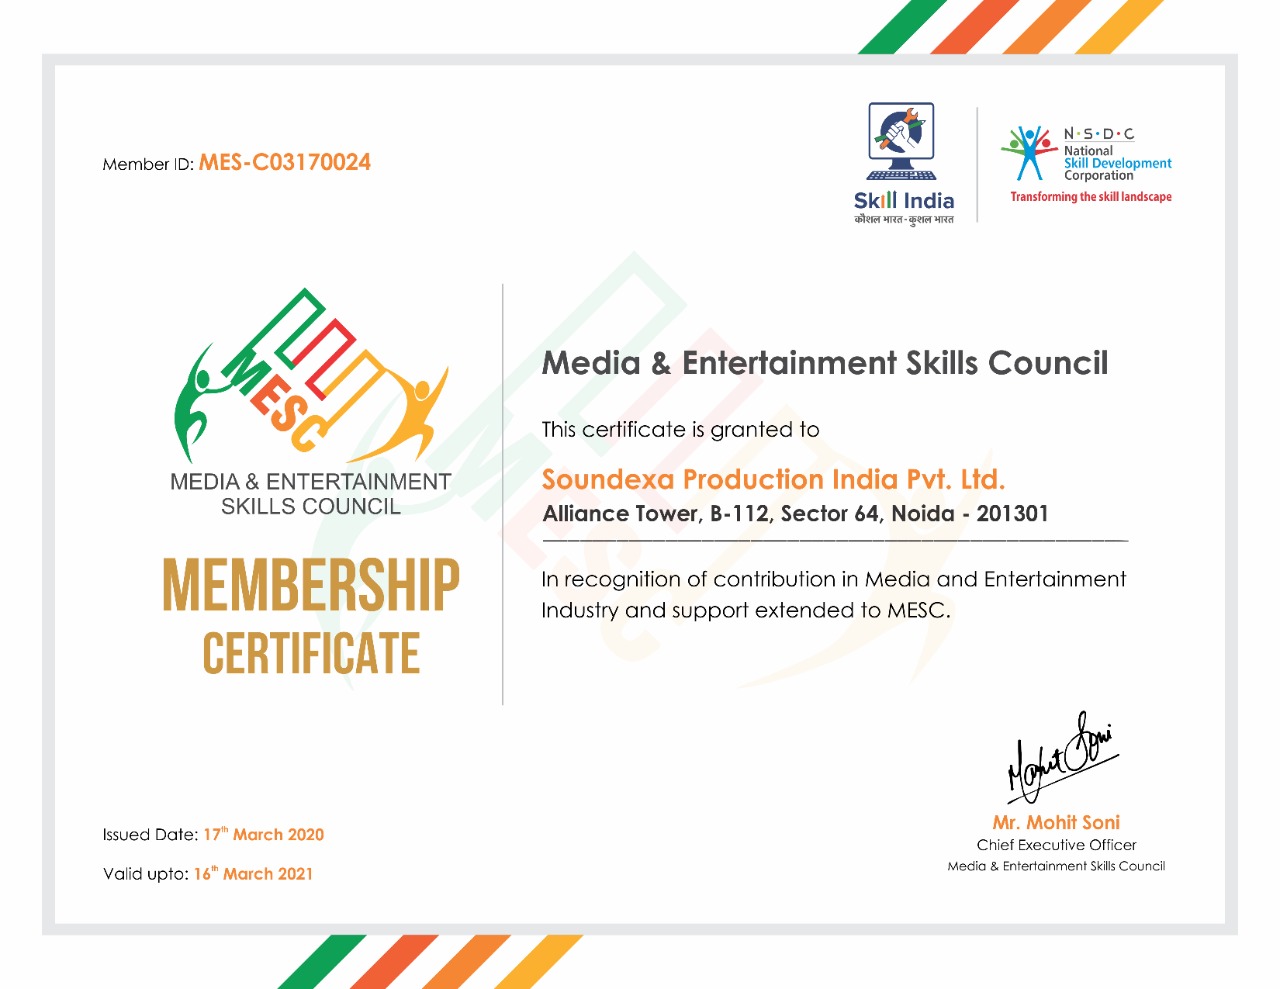 Member ID: MES-C03170024
Skill India
कौशल भारत - कुशल भारत
N·S·D·C
National
Skill Development
Corporation
Transforming the skill landscape
MESC
MEDIA & ENTERTAINMENT
SKILLS COUNCIL
MEMBERSHIP
CERTIFICATE
Media & Entertainment Skills Council
This certificate is granted to
Soundexa Production India Pvt. Ltd.
Alliance Tower, B-112, Sector 64, Noida - 201301
In recognition of contribution in Media and Entertainment
Industry and support extended to MESC.
Mohit Soni
Mr. Mohit Soni
Chief Executive Officer
Media & Entertainment Skills Council
Issued Date: 17th March 2020
Valid upto: 16th March 2021